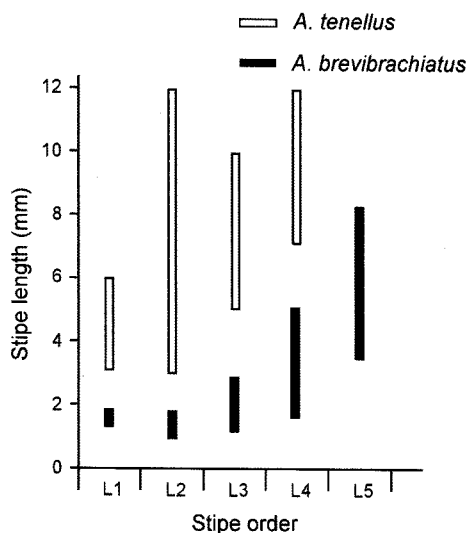 A. tenellus
A. brevibrachiatus
Stipe length (mm)
12
10
8
6
4
2
0
L1 L2 L3 L4 L5
Stipe order